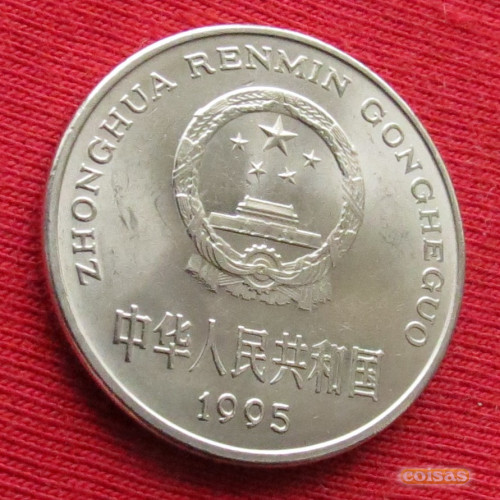 ZHONGHUA RENMIN GONGHEGUO
中华人民共和国
1995
coisas